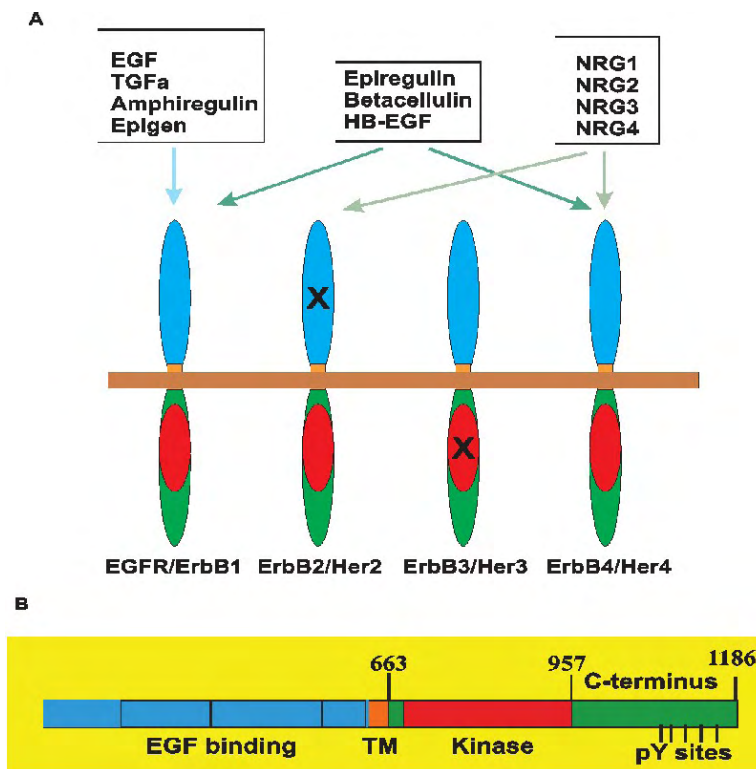 A
EGF
TGFa
Amphiregulin
Epigen
Epiregulin
Betacellulin
HB-EGF
NRG1
NRG2
NRG3
NRG4
X
X
EGFR/ErbB1 ErbB2/Her2 ErbB3/Her3 ErbB4/Her4
B
663 957 1186
C-terminus
EGF binding TM Kinase pY sites